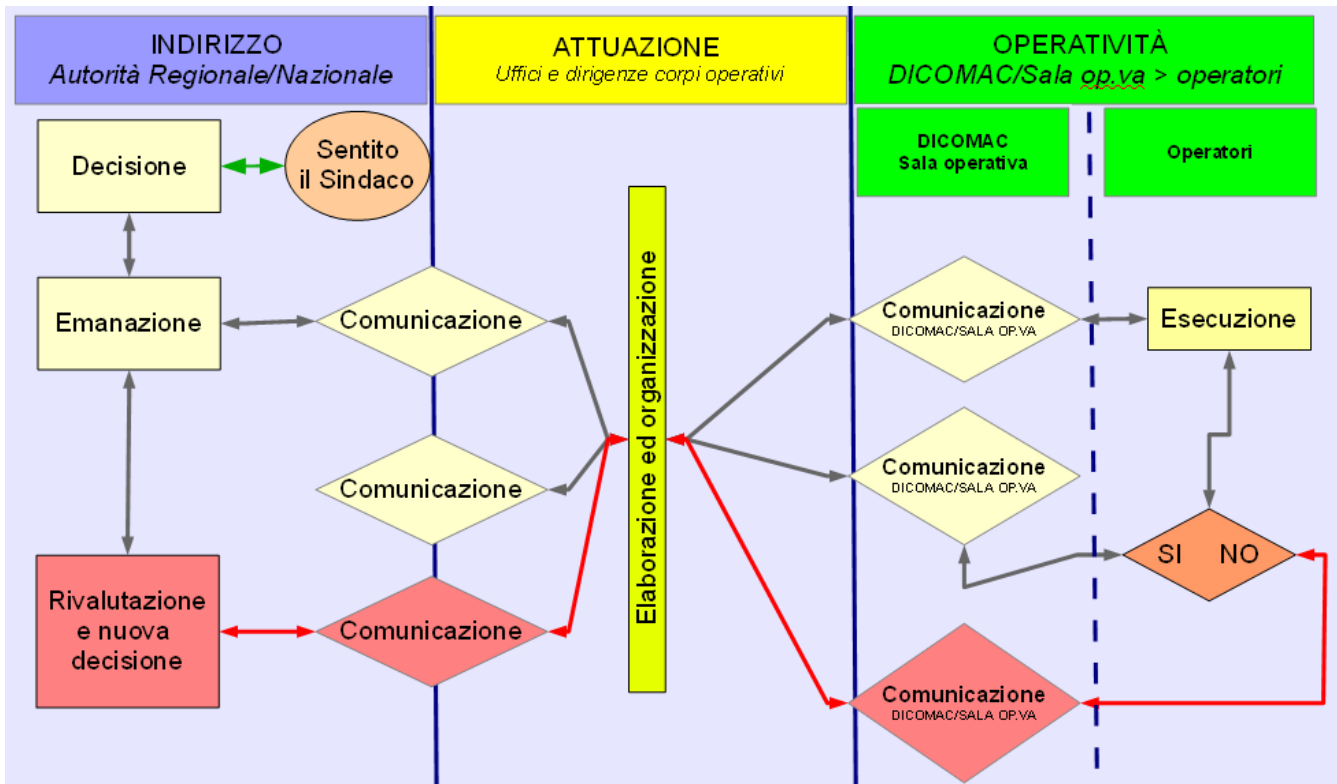 INDIRIZZO
Autorità Regionale/Nazionale
ATTUAZIONE
Uffici e dirigenze corpi operativi
OPERATIVITÀ
DICOMAC/Sala op.va > operatori
DICOMAC
Sala operativa
Operatori
Decisione
Sentito
il Sindaco
Emanazione
Comunicazione
Elaborazione ed organizzazione
Comunicazione
DICOMAC/SALA OP.VA
Esecuzione
Comunicazione
Comunicazione
DICOMAC/SALA OP.VA
SI NO
Rivalutazione
e nuova
decisione
Comunicazione
Comunicazione
DICOMAC/SALA OP.VA